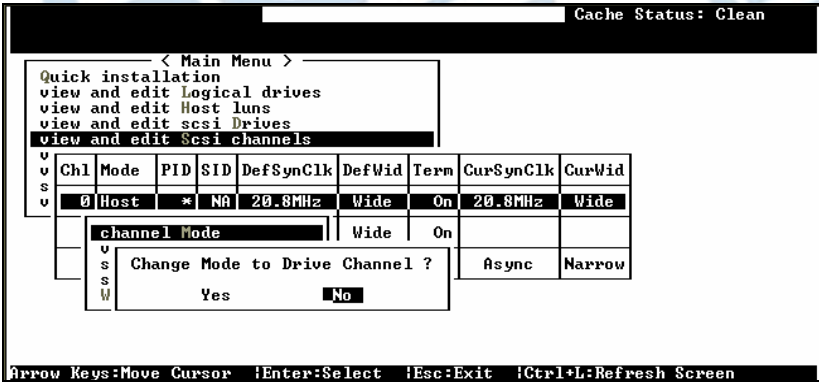 Cache Status: Clean
< Main Menu >
Quick installation
view and edit Logical drives
view and edit Host luns
view and edit scsi Drives
view and edit Scsi channels
v
v Chl Mode PID SID DefSynClk DefWid Term CurSynClk CurWid
s
v 0 Host * NA 20.8MHz Wide On 20.8MHz Wide
channel Mode Wide On
v
s Change Mode to Drive Channel ? Async Narrow
s
W Yes No
Arrow Keys:Move Cursor |Enter:Select |Esc:Exit |Ctrl+L:Refresh Screen